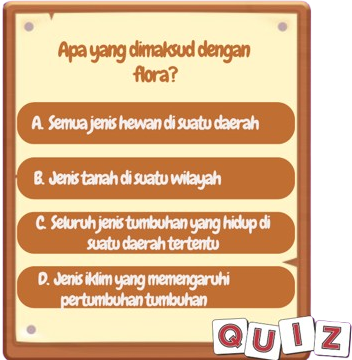 Apa yang dimaksud dengan
flora?
A. Semua jenis hewan di suatu daerah
B. Jenis tanah di suatu wilayah
C. Seluruh jenis tumbuhan yang hidup di
suatu daerah tertentu
D. Jenis iklim yang memengaruhi
pertumbuhan tumbuhan
QUIZ